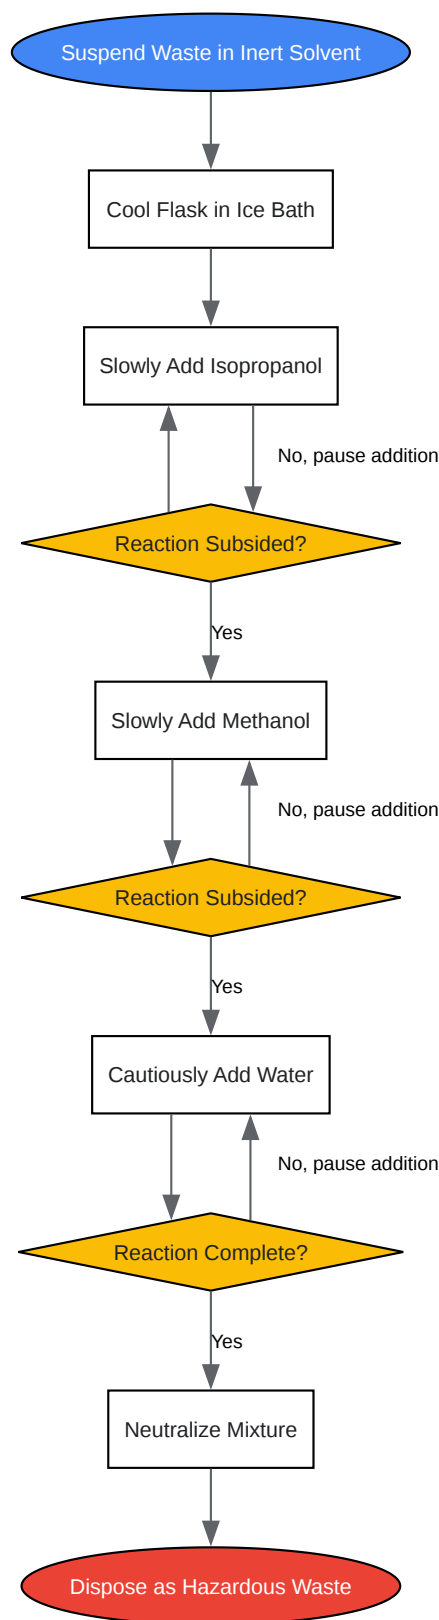 Suspend Waste in Inert Solvent
Cool Flask in Ice Bath
Slowly Add Isopropanol
No, pause addition
Reaction Subsided?
Yes
Slowly Add Methanol
No, pause addition
Reaction Subsided?
Yes
Cautiously Add Water
No, pause addition
Reaction Complete?
Yes
Neutralize Mixture
Dispose as Hazardous Waste